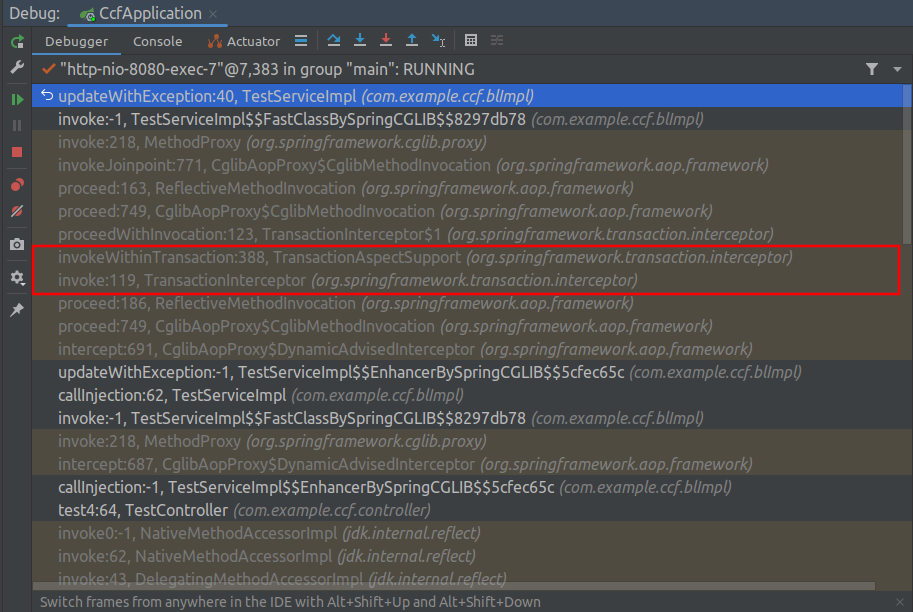 Debug: CcfApplication ×
Debugger Console Actuator
"http-nio-8080-exec-7"@7,383 in group "main": RUNNING
updateWithException:40, TestServiceImpl (com.example.ccf.blImpl)
invoke:-1, TestServiceImpl$$FastClassBySpringCGLIB$$8297db78 (com.example.ccf.blImpl)
invoke:218, MethodProxy (org.springframework.cglib.proxy)
invokeJoinpoint:771, CglibAopProxy$CglibMethodInvocation (org.springframework.aop.framework)
proceed:163, ReflectiveMethodInvocation (org.springframework.aop.framework)
proceed:749, CglibAopProxy$CglibMethodInvocation (org.springframework.aop.framework)
proceedWithInvocation:123, TransactionInterceptor$1 (org.springframework.transaction.interceptor)
invokeWithinTransaction:388, TransactionAspectSupport (org.springframework.transaction.interceptor)
invoke:119, TransactionInterceptor (org.springframework.transaction.interceptor)
proceed:186, ReflectiveMethodInvocation (org.springframework.aop.framework)
proceed:749, CglibAopProxy$CglibMethodInvocation (org.springframework.aop.framework)
intercept:691, CglibAopProxy$DynamicAdvisedInterceptor (org.springframework.aop.framework)
updateWithException:-1, TestServiceImpl$$EnhancerBySpringCGLIB$$5cfec65c (com.example.ccf.blImpl)
callInjection:62, TestServiceImpl (com.example.ccf.blImpl)
invoke:-1, TestServiceImpl$$FastClassBySpringCGLIB$$8297db78 (com.example.ccf.blImpl)
invoke:218, MethodProxy (org.springframework.cglib.proxy)
intercept:687, CglibAopProxy$DynamicAdvisedInterceptor (org.springframework.aop.framework)
callInjection:-1, TestServiceImpl$$EnhancerBySpringCGLIB$$5cfec65c (com.example.ccf.blImpl)
test4:64, TestController (com.example.ccf.controller)
invoke0:-1, NativeMethodAccessorImpl (jdk.internal.reflect)
invoke:62, NativeMethodAccessorImpl (jdk.internal.reflect)
invoke:43, DelegatingMethodAccessorImpl (jdk.internal.reflect)
Switch frames from anywhere in the IDE with Alt+Shift+Up and Alt+Shift+Down ×